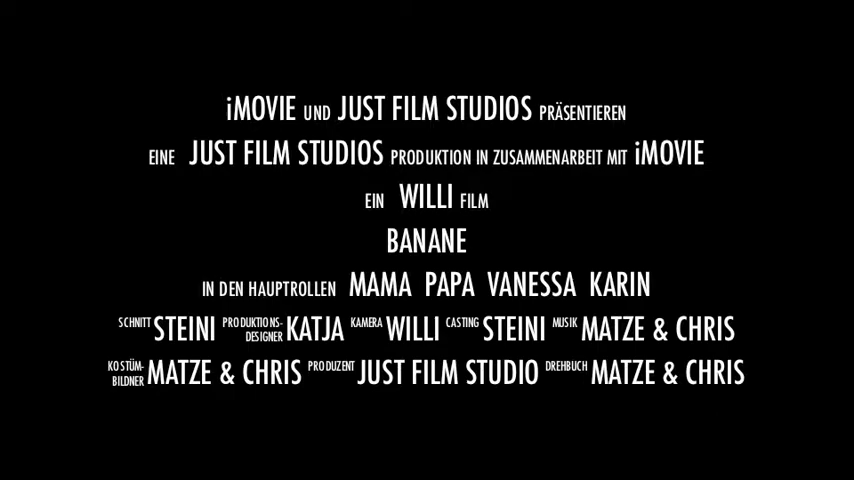 iMOVIE UND JUST FILM STUDIOS PRÄSENTIEREN
EINE JUST FILM STUDIOS PRODUKTION IN ZUSAMMENARBEIT MIT iMOVIE
EIN WILLI FILM
BANANE
IN DEN HAUPTROLLEN MAMA PAPA VANESSA KARIN
SCHNITT STEINI PRODUKTIONS-DESIGNER KATJA KAMERA WILLI CASTING STEINI MUSIK MATZE & CHRIS
KOSTÜM-BILDNER MATZE & CHRIS PRODUZENT JUST FILM STUDIO DREHBUCH MATZE & CHRIS